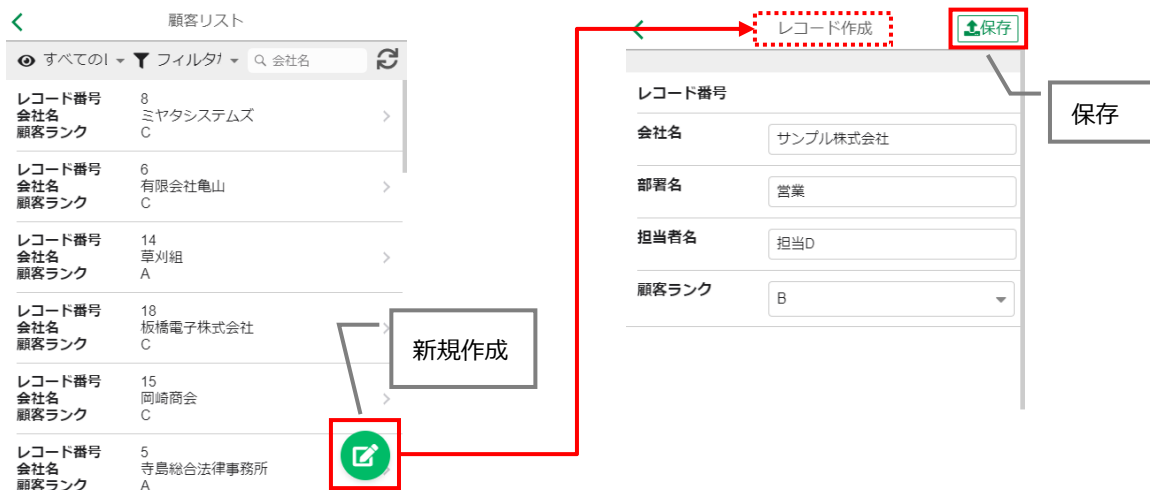 顧客リスト
すべてのl
フィルタ
会社名
レコード番号 8
会社名 ミヤタシステムズ
顧客ランク C
レコード番号 6
会社名 有限会社亀山
顧客ランク C
レコード番号 14
会社名 草刈組
顧客ランク A
レコード番号 18
会社名 板橋電子株式会社
顧客ランク C
レコード番号 15
会社名 岡崎商会
顧客ランク C
レコード番号 5
会社名 寺島総合法律事務所
顧客ランク A
新規作成
レコード作成
保存
レコード番号
会社名 サンプル株式会社
部署名 営業
担当者名 担当D
顧客ランク B
保存